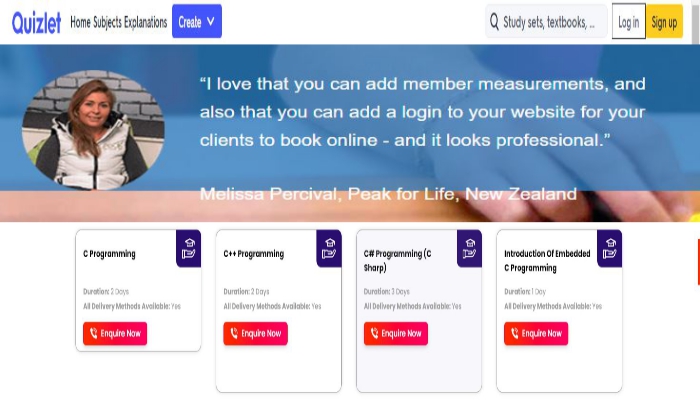 Quizlet Home Subjects Explanations Create Study sets, textbooks, ... Log in Sign up
“I love that you can add member measurements, and
also that you can add a login to your website for your
clients to book online - and it looks professional.”
Melissa Percival, Peak for Life, New Zealand
C Programming
Duration: 2 Days
All Delivery Methods Available: Yes
Enquire Now
C++ Programming
Duration: 2 Days
All Delivery Methods Available: Yes
Enquire Now
C# Programming (C
Sharp)
Duration: 3 Days
All Delivery Methods Available: Yes
Enquire Now
Introduction Of Embedded
C Programming
Duration: 1 Day
All Delivery Methods Available: Yes
Enquire Now